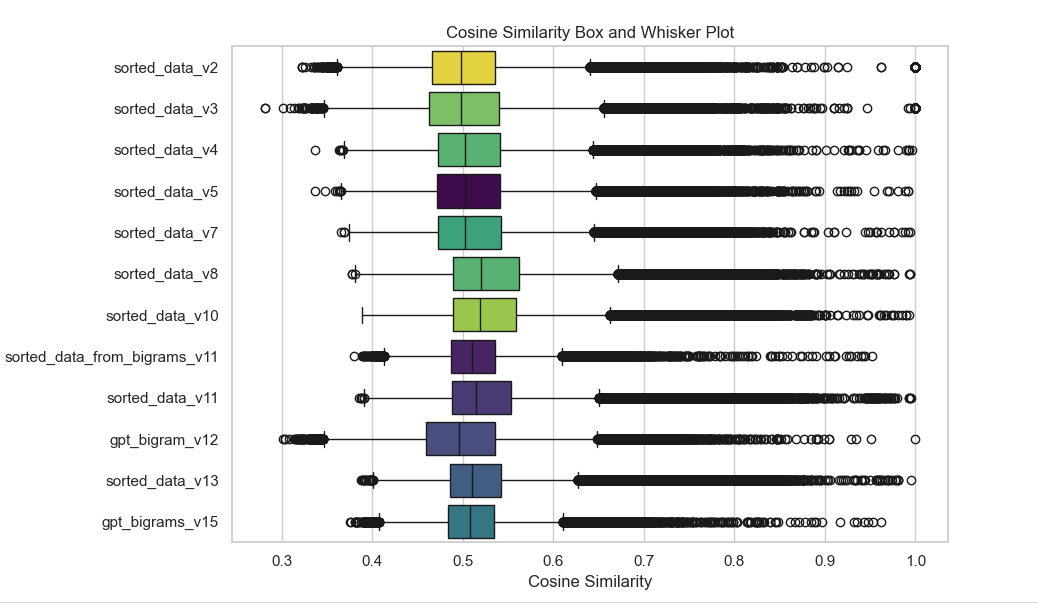 Cosine Similarity Box and Whisker Plot
sorted_data_v2
sorted_data_v3
sorted_data_v4
sorted_data_v5
sorted_data_v7
sorted_data_v8
sorted_data_v10
sorted_data_from_bigrams_v11
sorted_data_v11
gpt_bigram_v12
sorted_data_v13
gpt_bigrams_v15
0.3 0.4 0.5 0.6 0.7 0.8 0.9 1.0
Cosine Similarity